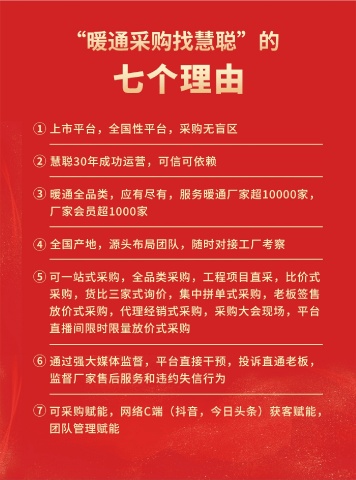 “暖通采购找慧聪”的
七个理由
① 上市平台，全国性平台，采购无盲区
② 慧聪30年成功运营，可信可依赖
③ 暖通全品类，应有尽有，服务暖通厂家超10000家，
厂家会员超1000家
④ 全国产地，源头布局团队，随时对接工厂考察
⑤ 可一站式采购，全品类采购，工程项目直采，比价式
采购，货比三家式询价，集中拼单式采购，老板签售
放价式采购，代理经销式采购，采购大会现场，平台
直播间限时限量放价式采购
⑥ 通过强大媒体监督，平台直接干预，投诉直通老板，
监督厂家售后服务和违约失信行为
⑦ 可采购赋能，网络C端（抖音，今日头条）获客赋能，
团队管理赋能